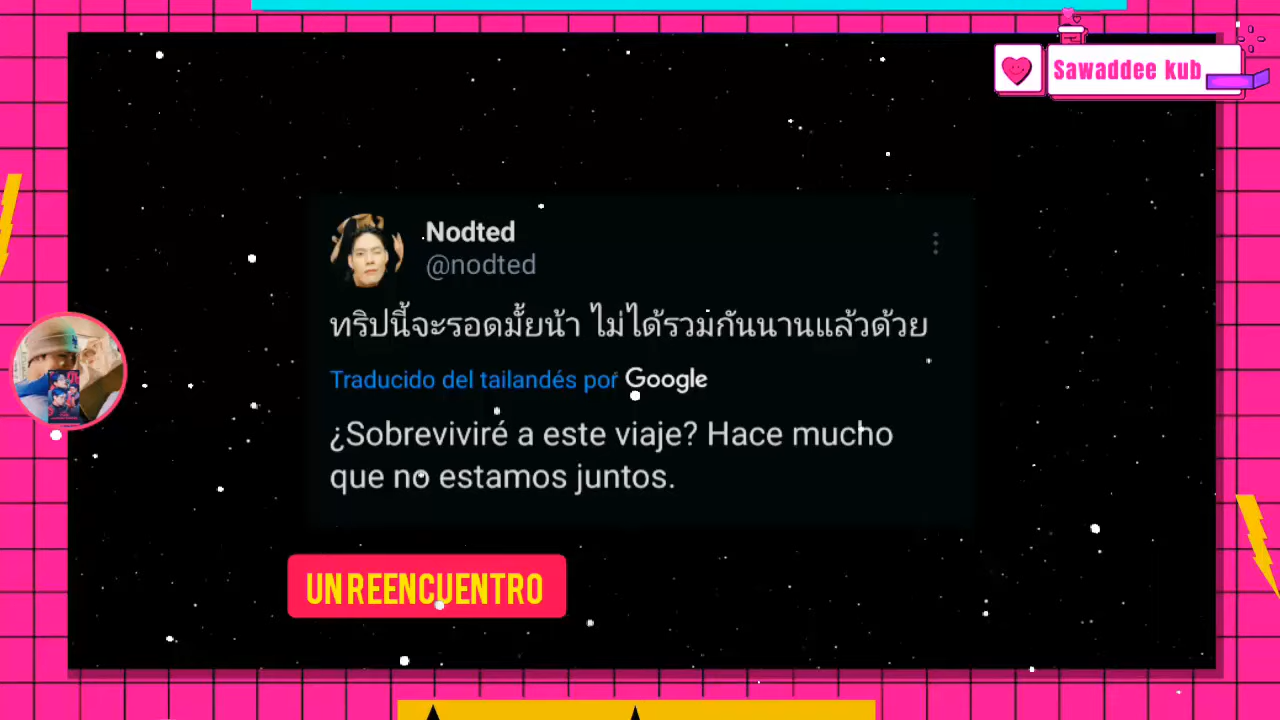 Sawaddee kub
Nodted
@nodted
ทริปนี้จะรอดมั้ยน้า ไม่ได้รวมกันนานแล้วด้วย
Traducido del tailandés por Google
¿Sobreviviré a este viaje? Hace mucho
que no estamos juntos.
UN REENCUENTRO